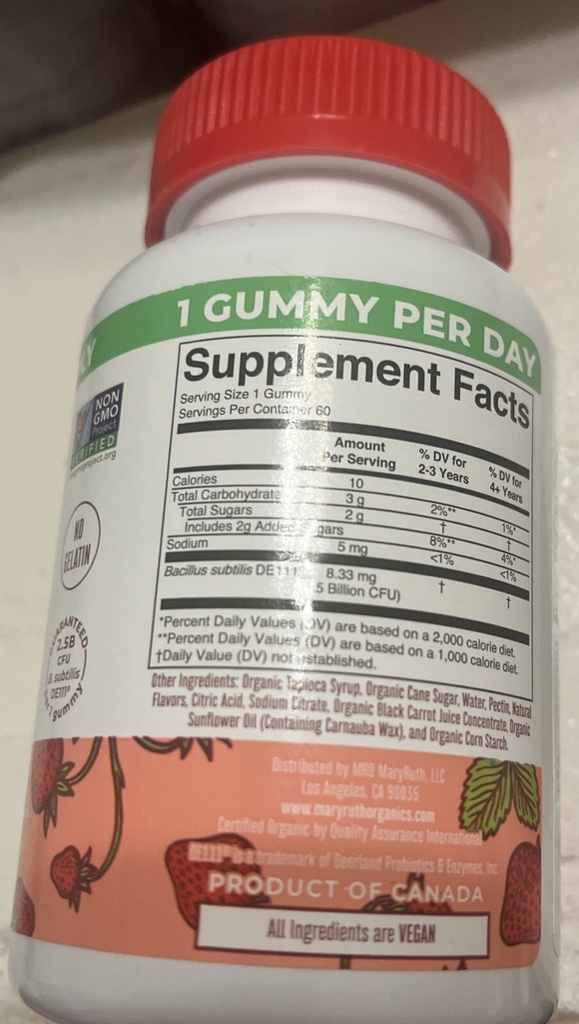 1 GUMMY PER DAY
Supplement Facts
Serving Size 1 Gummy
Servings Per Container 60
Amount Per Serving
% DV for 2-3 Years
% DV for 4+ Years
Calories 10
Total Carbohydrate 3 g 2%** 1%*
Total Sugars 2 g † †
Includes 2g Added Sugars 8%** 4%*
Sodium 5 mg <1% <1%
Bacillus subtilis DE111 8.33 mg † †
5 Billion CFU)
*Percent Daily Values (DV) are based on a 2,000 calorie diet.
**Percent Daily Values (DV) are based on a 1,000 calorie diet.
†Daily Value (DV) not established.
Other Ingredients: Organic Tapioca Syrup, Organic Cane Sugar, Water, Pectin, Natural
Flavors, Citric Acid, Sodium Citrate, Organic Black Carrot Juice Concentrate, Organic
Sunflower Oil (Containing Carnauba Wax), and Organic Corn Starch.
Distributed by MRO MaryRuth, LLC
Los Angeles, CA 90035
www.maryruthorganics.com
Certified Organic by Quality Assurance International
DE111® is a trademark of Deerland Probiotics & Enzymes, Inc.
PRODUCT OF CANADA
All Ingredients are VEGAN
NON
GMO
Project
VERIFIED
NO
GELATIN
GUARANTEED
2.5B
CFU
B. subtilis
DE111®
gummy